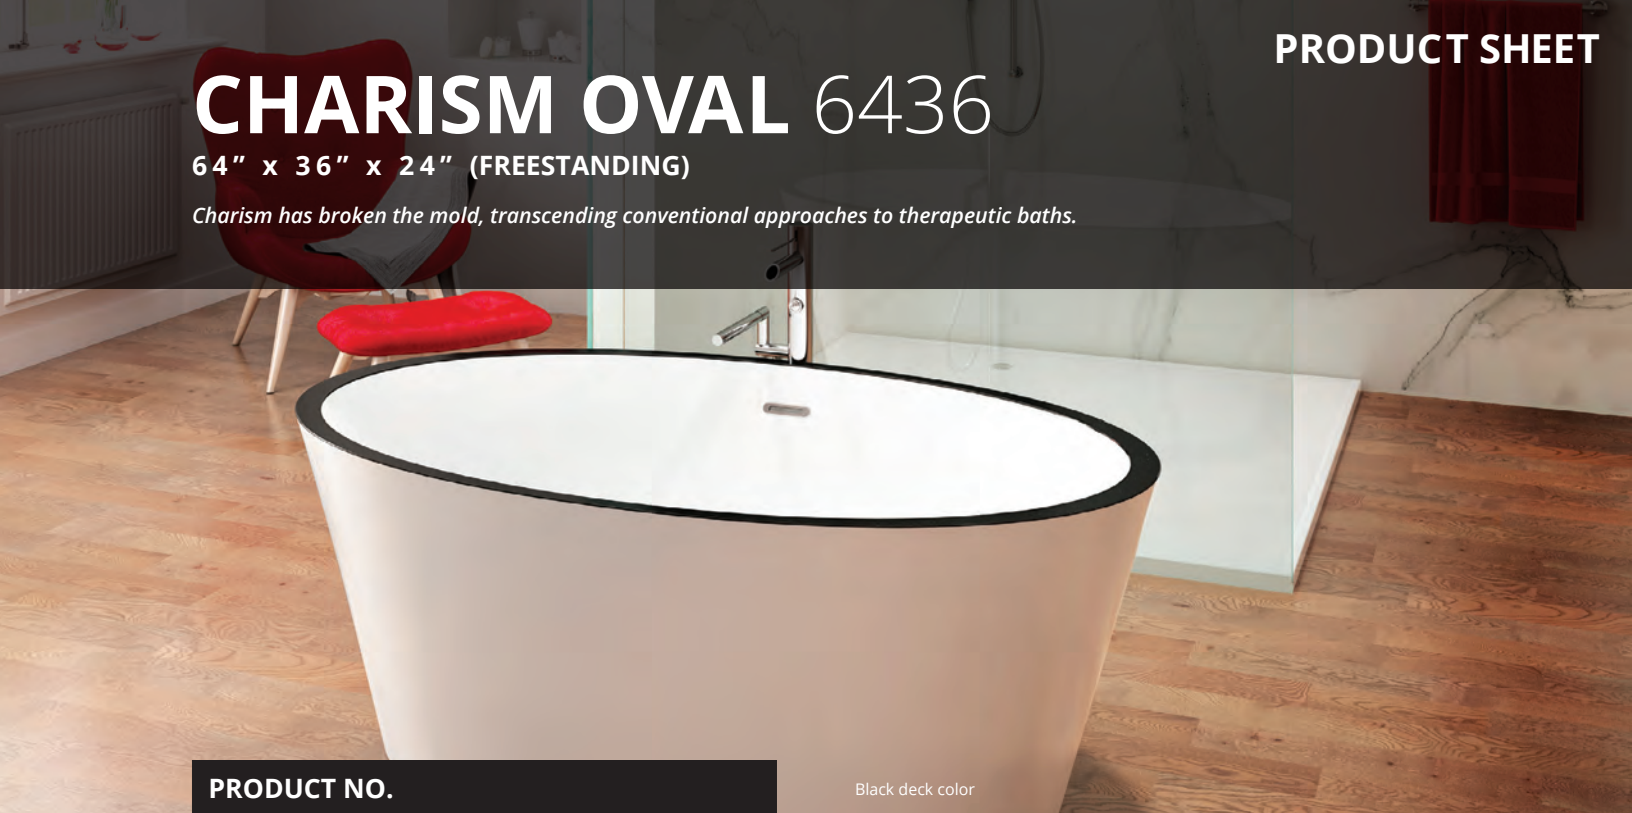 PRODUCT SHEET
CHARISM OVAL 6436
64” x 36” x 24” (FREESTANDING)
Charism has broken the mold, transcending conventional approaches to therapeutic baths.
PRODUCT NO.
Black deck color